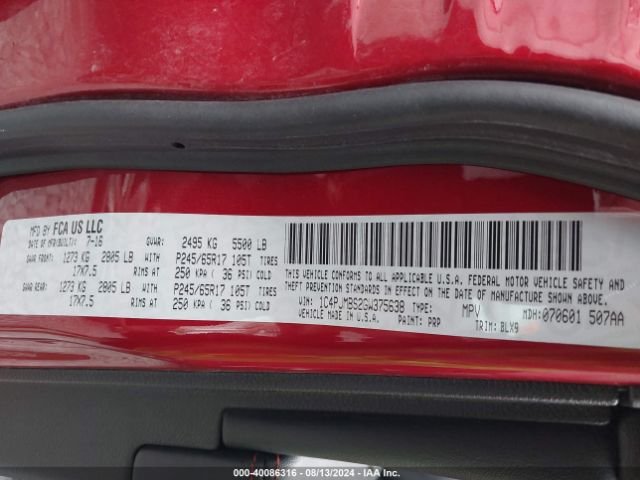 MFD BY FCA US LLC
DATE OF MFR(BUILT): 7-16 GVWR: 2495 KG 5500 LB
GAWR FRONT: 1273 KG 2805 LB WITH P245/65R17 105T TIRES
17X7.5 RIMS AT 250 KPA ( 36 PSI) COLD
GAWR REAR: 1273 KG 2805 LB WITH P245/65R17 105T TIRES
17X7.5 RIMS AT 250 KPA ( 36 PSI) COLD
THIS VEHICLE CONFORMS TO ALL APPLICABLE U.S.A. FEDERAL MOTOR VEHICLE SAFETY AND
THEFT PREVENTION STANDARDS IN EFFECT ON THE DATE OF MANUFACTURE SHOWN ABOVE.
VIN: 1C4PJMBS2GW375638 TYPE: MPV MDH: 070601 507AA
VEHICLE MADE IN U.S.A. PAINT: PRP TRIM: BLX9
000-40086316 - 08/13/2024 - IAAI.COM